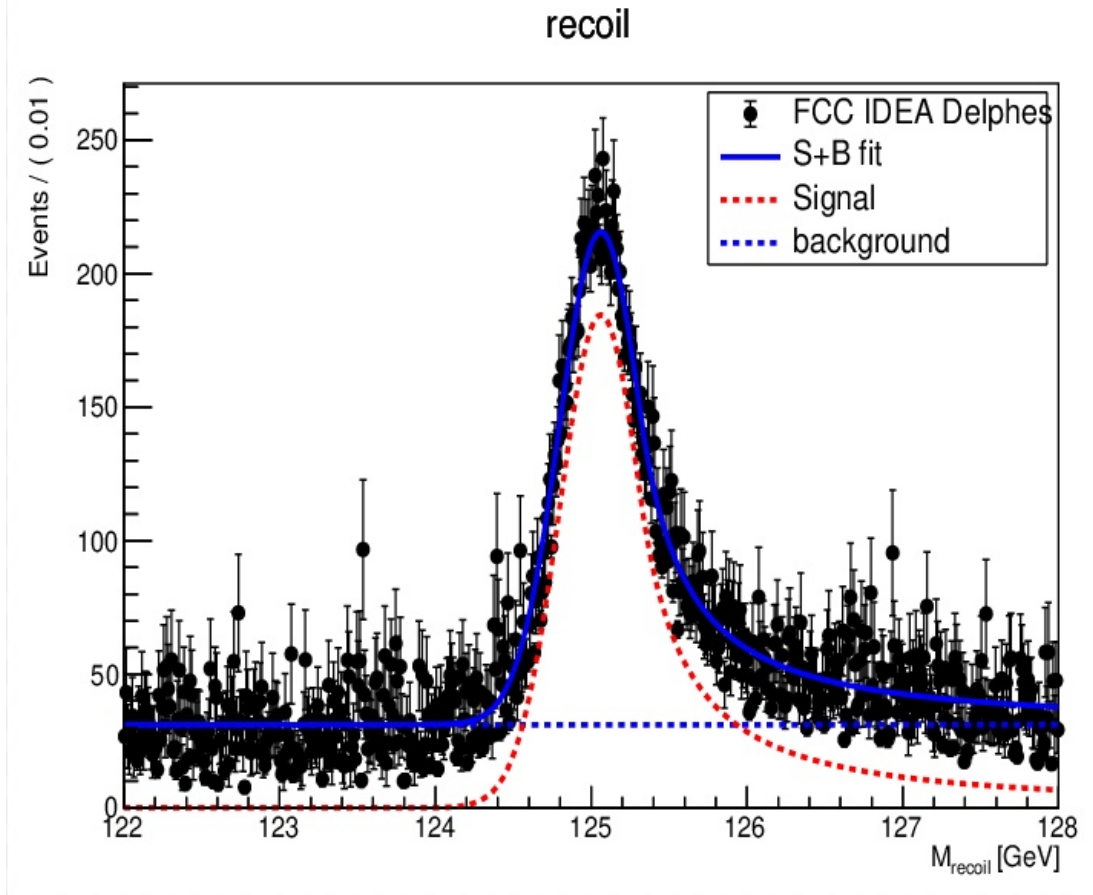 recoil
Events / ( 0.01 )
250
200
150
100
50
0
122
123
124
125
126
127
128
M_recoil [GeV]
FCC IDEA Delphes
S+B fit
Signal
background